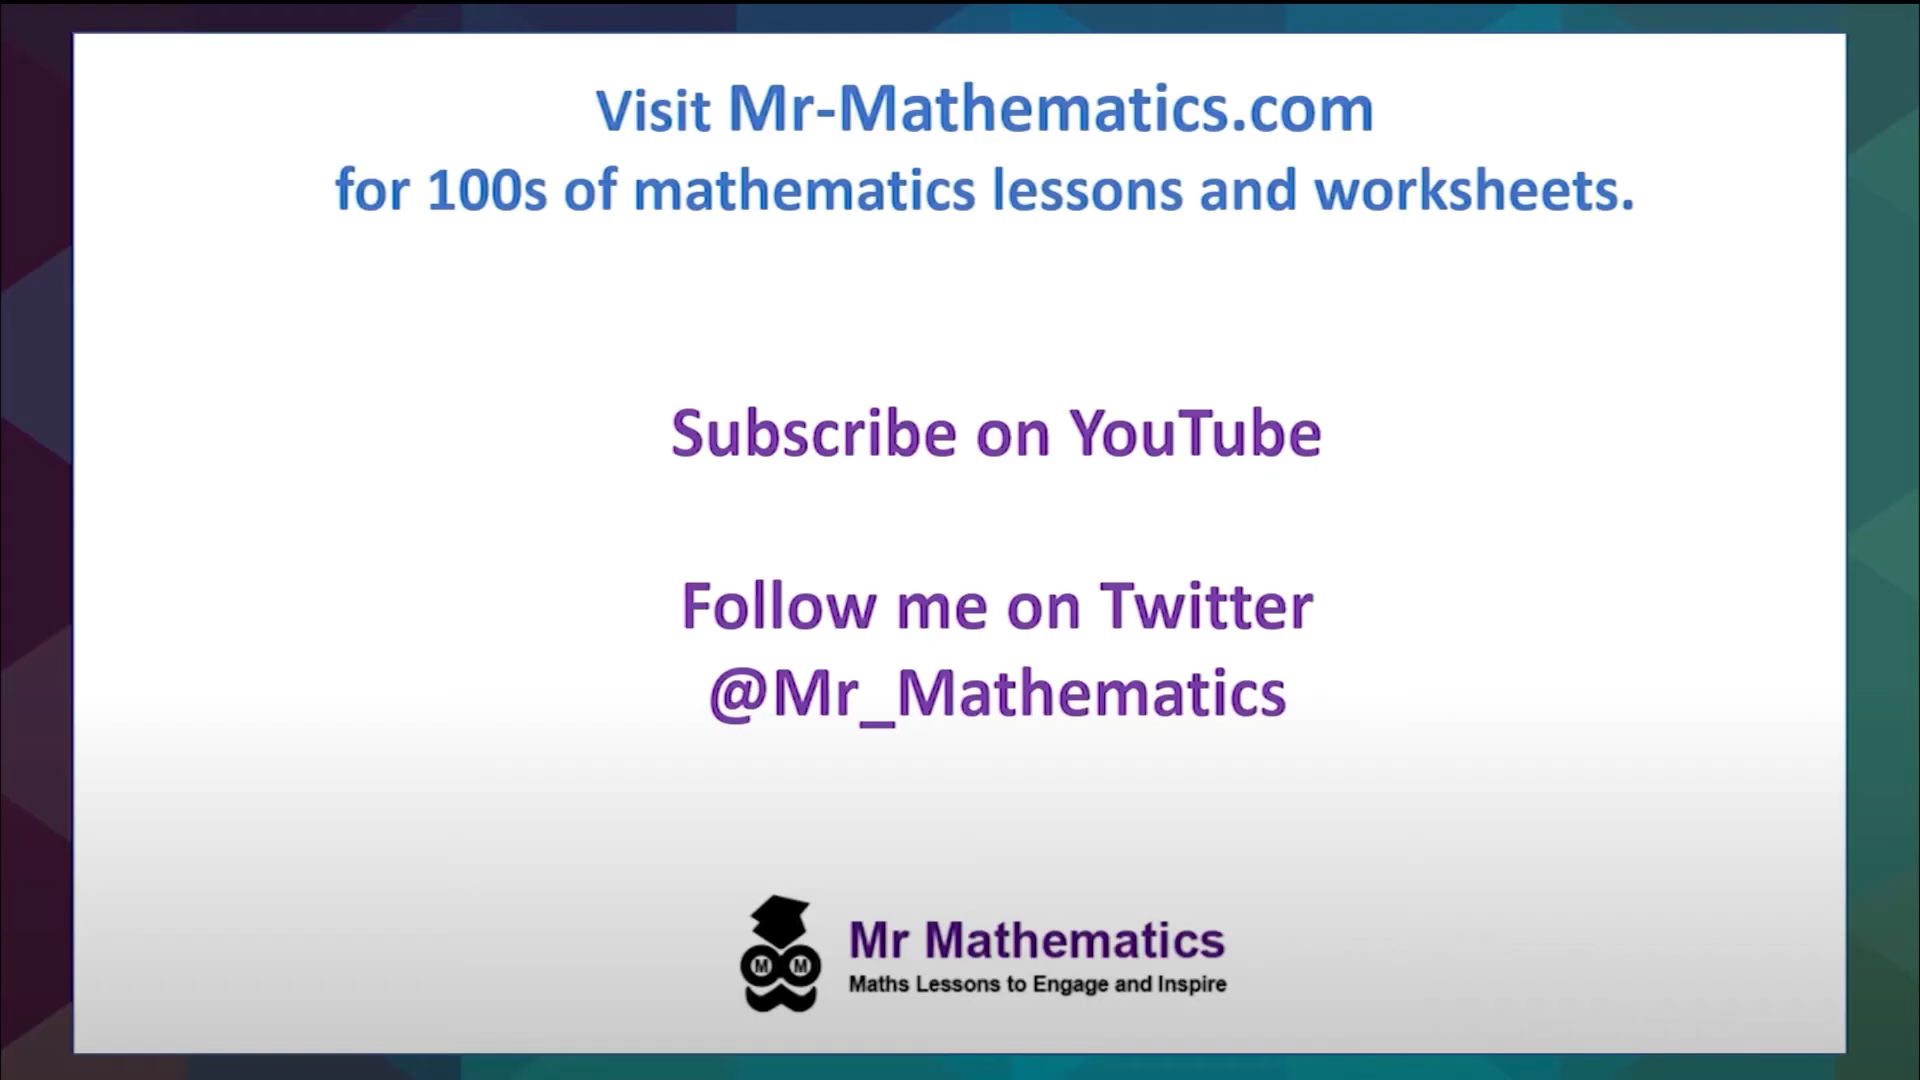 Visit Mr-Mathematics.com
for 100s of mathematics lessons and worksheets.
Subscribe on YouTube
Follow me on Twitter
@Mr_Mathematics
M M
Mr Mathematics
Maths Lessons to Engage and Inspire